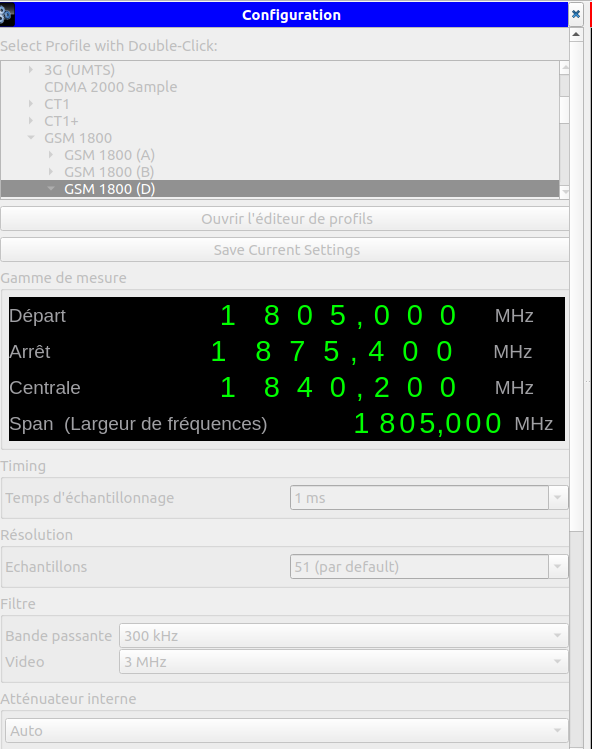 Configuration
Select Profile with Double-Click:
3G (UMTS)
CDMA 2000 Sample
CT1
CT1+
GSM 1800
GSM 1800 (A)
GSM 1800 (B)
GSM 1800 (D)
Ouvrir l'éditeur de profils
Save Current Settings
Gamme de mesure
Départ 1 805,000 MHz
Arrêt 1 875,400 MHz
Centrale 1 840,200 MHz
Span (Largeur de fréquences) 1 805,000 MHz
Timing
Temps d'échantillonnage 1 ms
Résolution
Echantillons 51 (par default)
Filtre
Bande passante 300 kHz
Video 3 MHz
Atténuateur interne
Auto